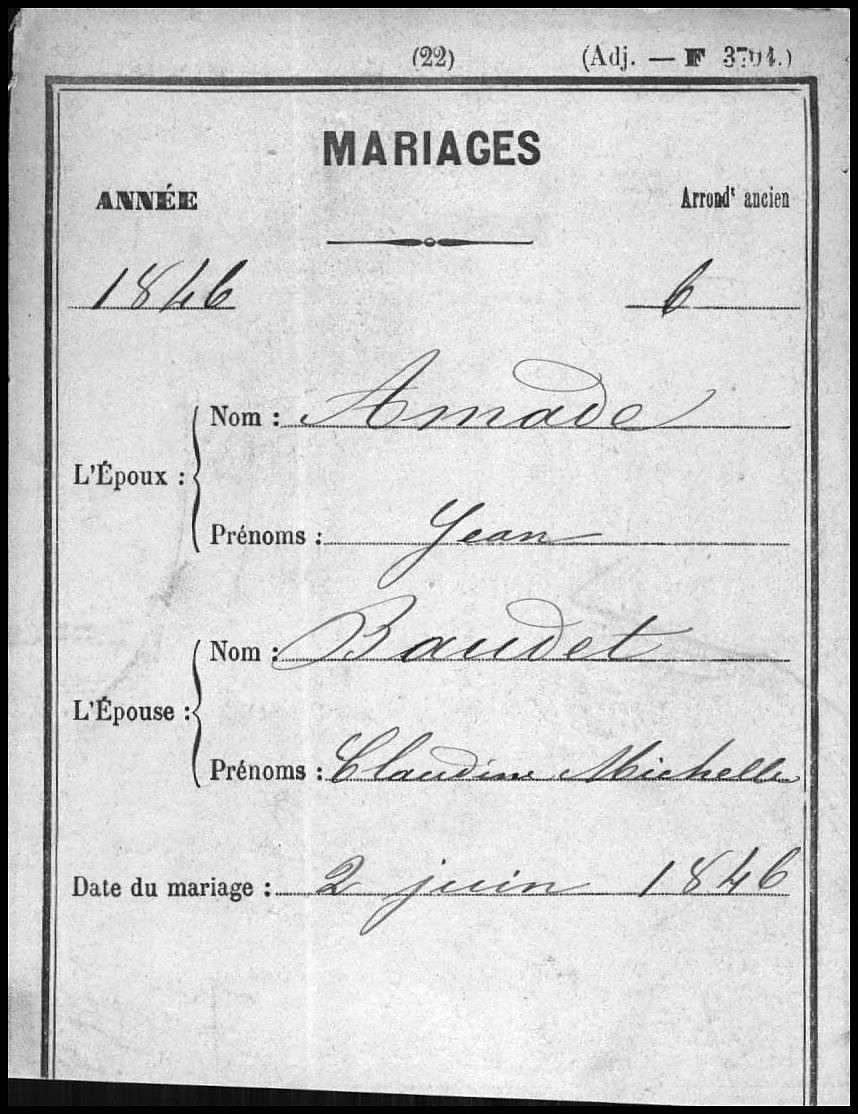 (22) (Adj. — F 3704.)
MARIAGES
ANNÉE Arrondt ancien
1846 6
Nom : Amade
L'Époux :
Prénoms : Jean
Nom : Baudet
L'Épouse :
Prénoms : Claudine Michelle
Date du mariage : 2 juin 1846